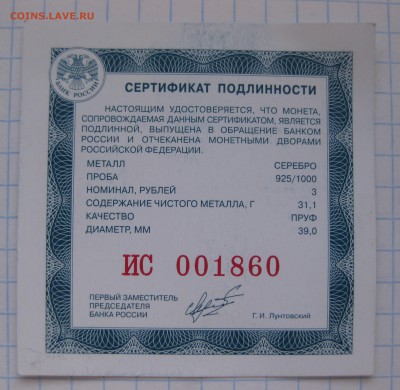 COINS.LAVE.RU
БАНК РОССИИ
СЕРТИФИКАТ ПОДЛИННОСТИ
НАСТОЯЩИМ УДОСТОВЕРЯЕТСЯ, ЧТО МОНЕТА,
СОПРОВОЖДАЕМАЯ ДАННЫМ СЕРТИФИКАТОМ, ЯВЛЯЕТСЯ
ПОДЛИННОЙ, ВЫПУЩЕНА В ОБРАЩЕНИЕ БАНКОМ
РОССИИ И ОТЧЕКАНЕНА МОНЕТНЫМИ ДВОРАМИ
РОССИЙСКОЙ ФЕДЕРАЦИИ.
МЕТАЛЛ СЕРЕБРО
ПРОБА 925/1000
НОМИНАЛ, РУБЛЕЙ 3
СОДЕРЖАНИЕ ЧИСТОГО МЕТАЛЛА, Г 31,1
КАЧЕСТВО ПРУФ
ДИАМЕТР, ММ 39,0
ИС 001860
ПЕРВЫЙ ЗАМЕСТИТЕЛЬ
ПРЕДСЕДАТЕЛЯ
БАНКА РОССИИ Г. И. Лунтовский